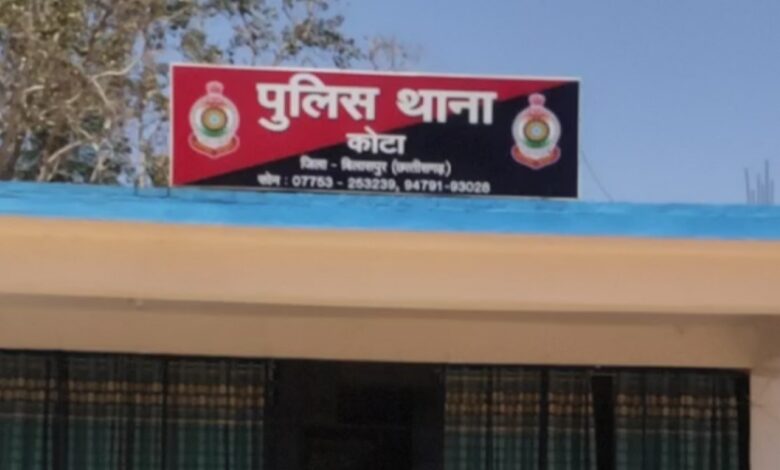 पुलिस थाना
कोटा
जिला - बिलासपुर (छत्तीसगढ़)
फोन : 07753 - 253239, 94791-93028